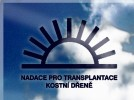 NADACE PRO TRANSPLANTACE
KOSTNÍ DŘENĚ